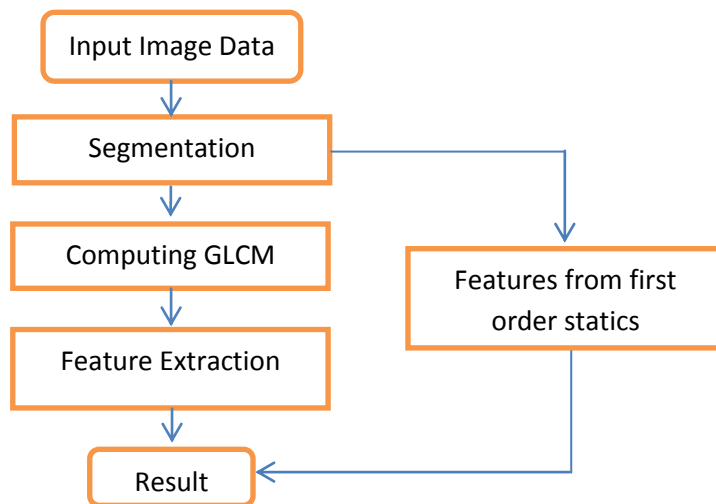 Input Image Data
Segmentation
Computing GLCM
Features from first
order statics
Feature Extraction
Result